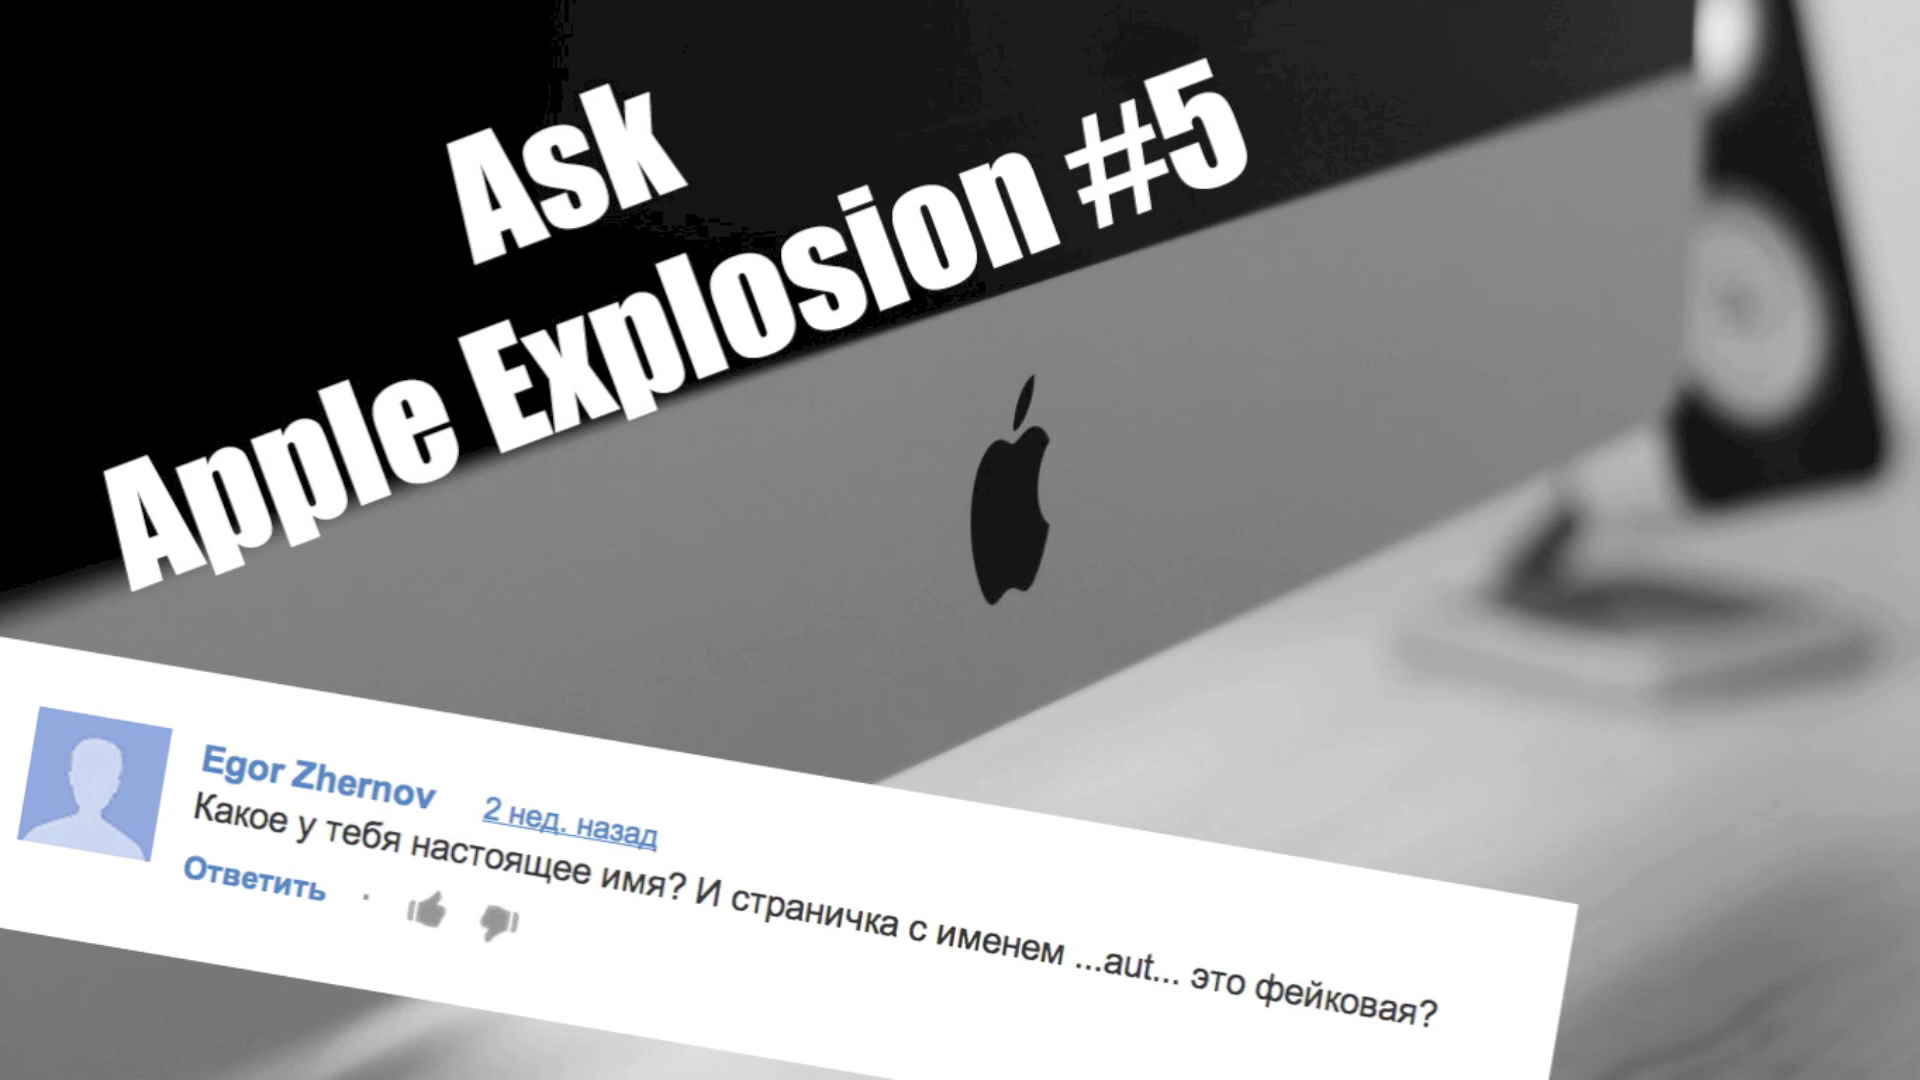 Ask
Apple Explosion #5
Egor Zhernov 2 нед. назад
Какое у тебя настоящее имя? И страничка с именем ...aut... это фейковая?
Ответить ·